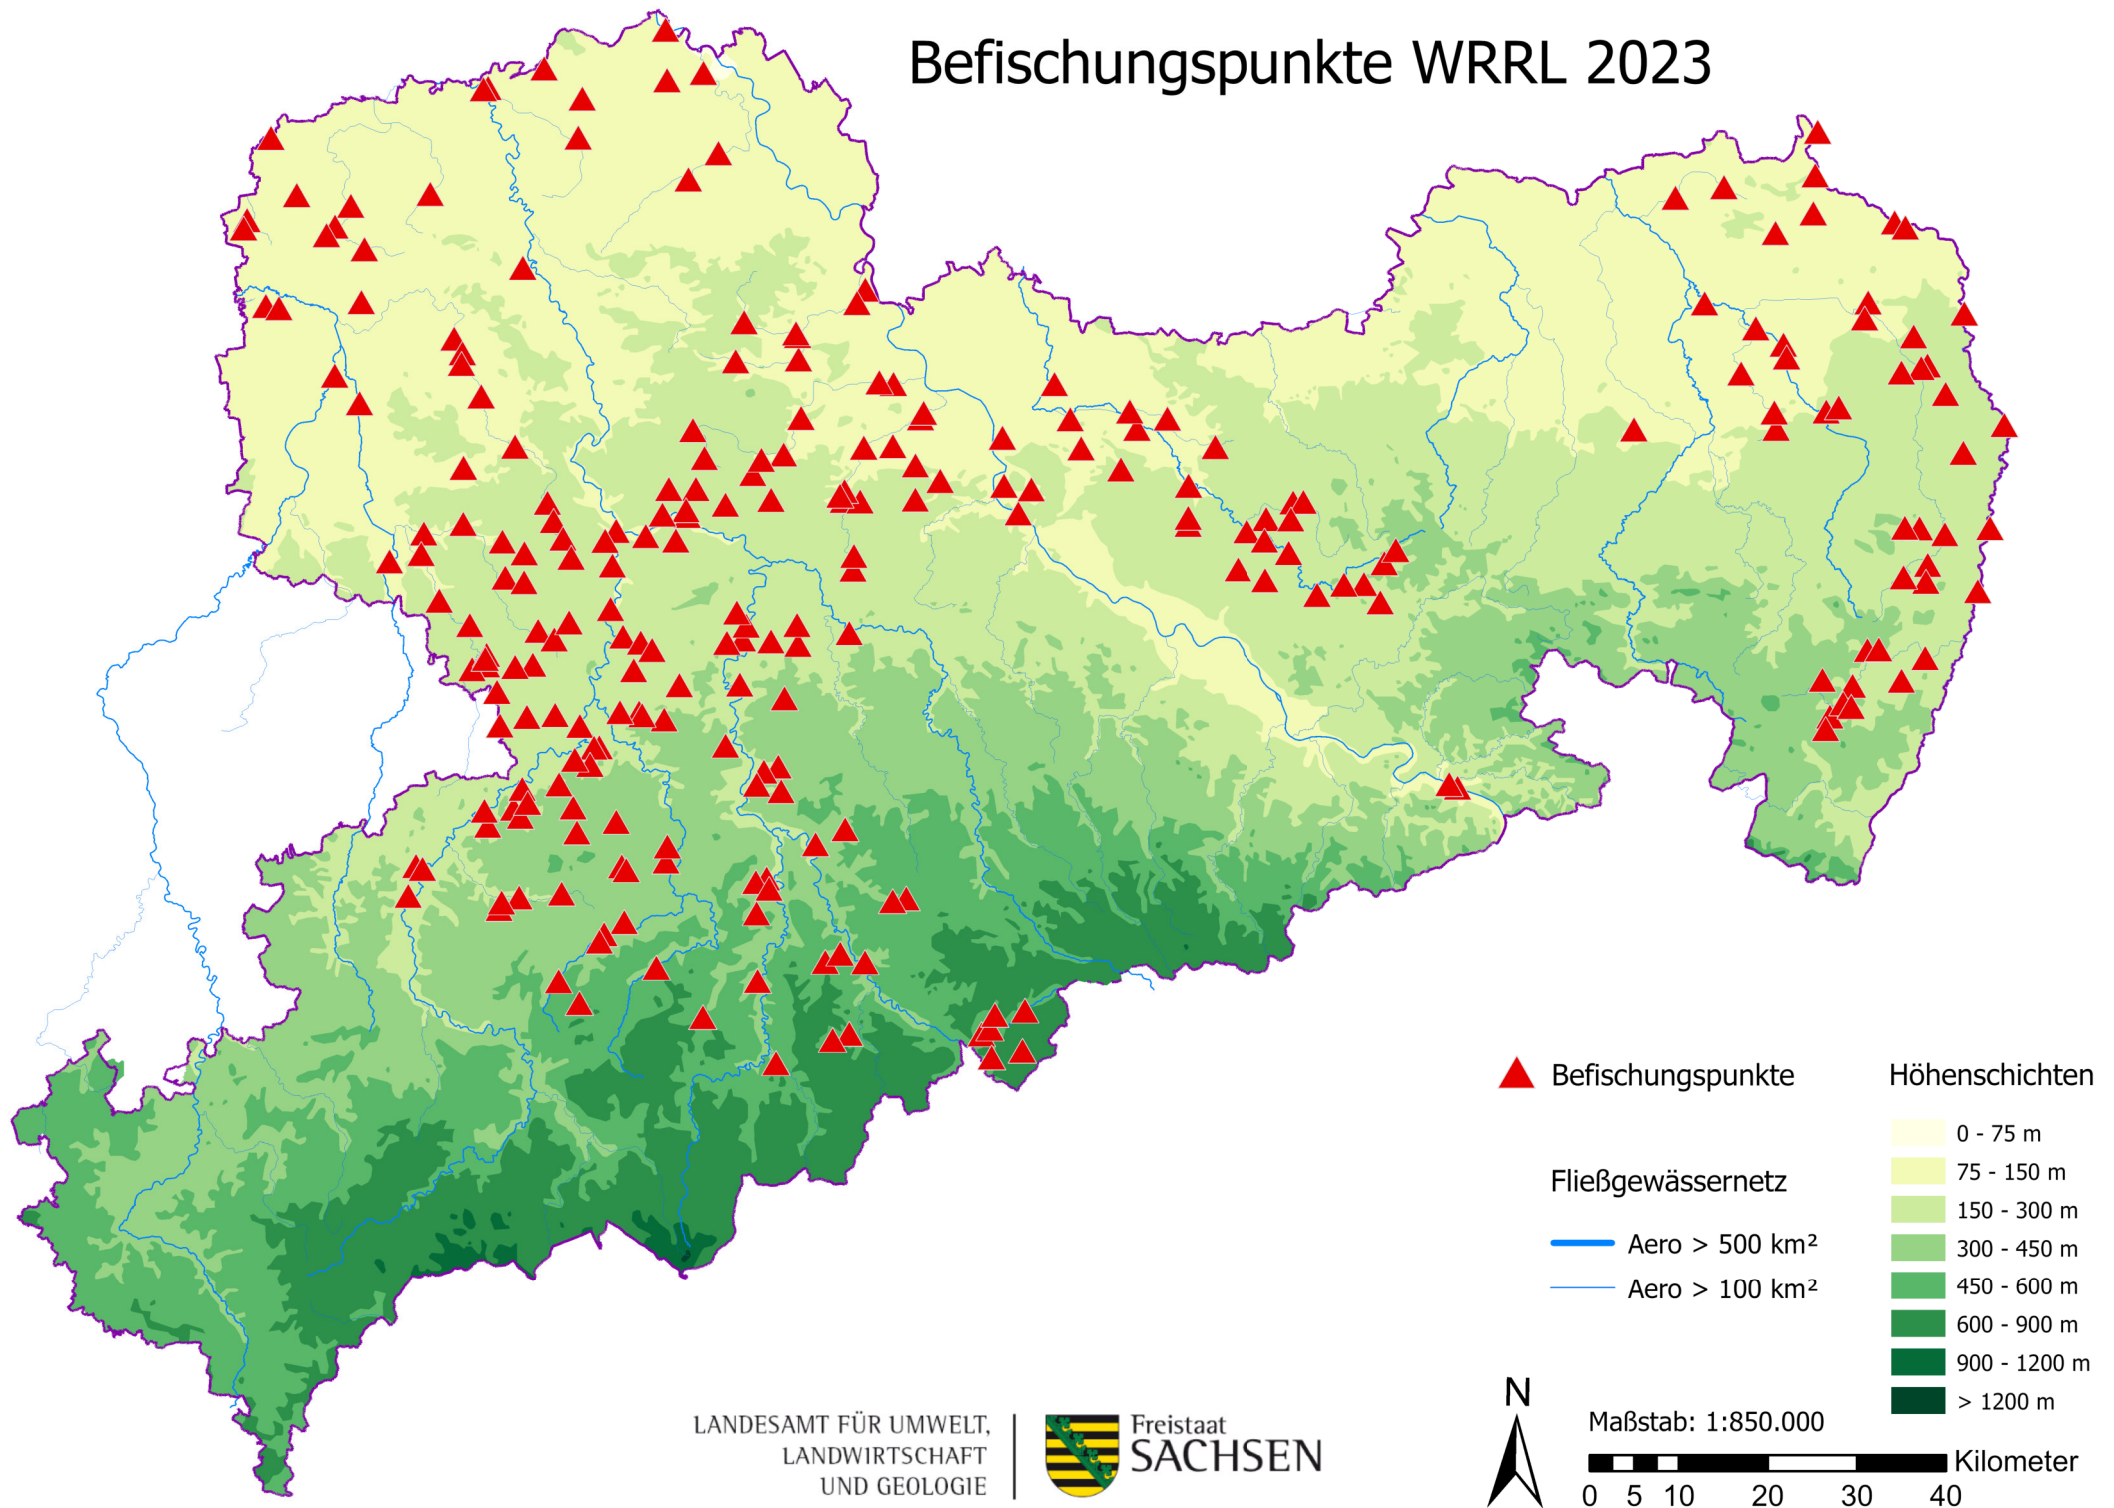 Befischungspunkte WRRL 2023
Befischungspunkte
Fließgewässernetz
Aero > 500 km²
Aero > 100 km²
Höhenschichten
0 - 75 m
75 - 150 m
150 - 300 m
300 - 450 m
450 - 600 m
600 - 900 m
900 - 1200 m
> 1200 m
LANDESAMT FÜR UMWELT,
LANDWIRTSCHAFT
UND GEOLOGIE
Freistaat
SACHSEN
N
Maßstab: 1:850.000
Kilometer
0 5 10 20 30 40